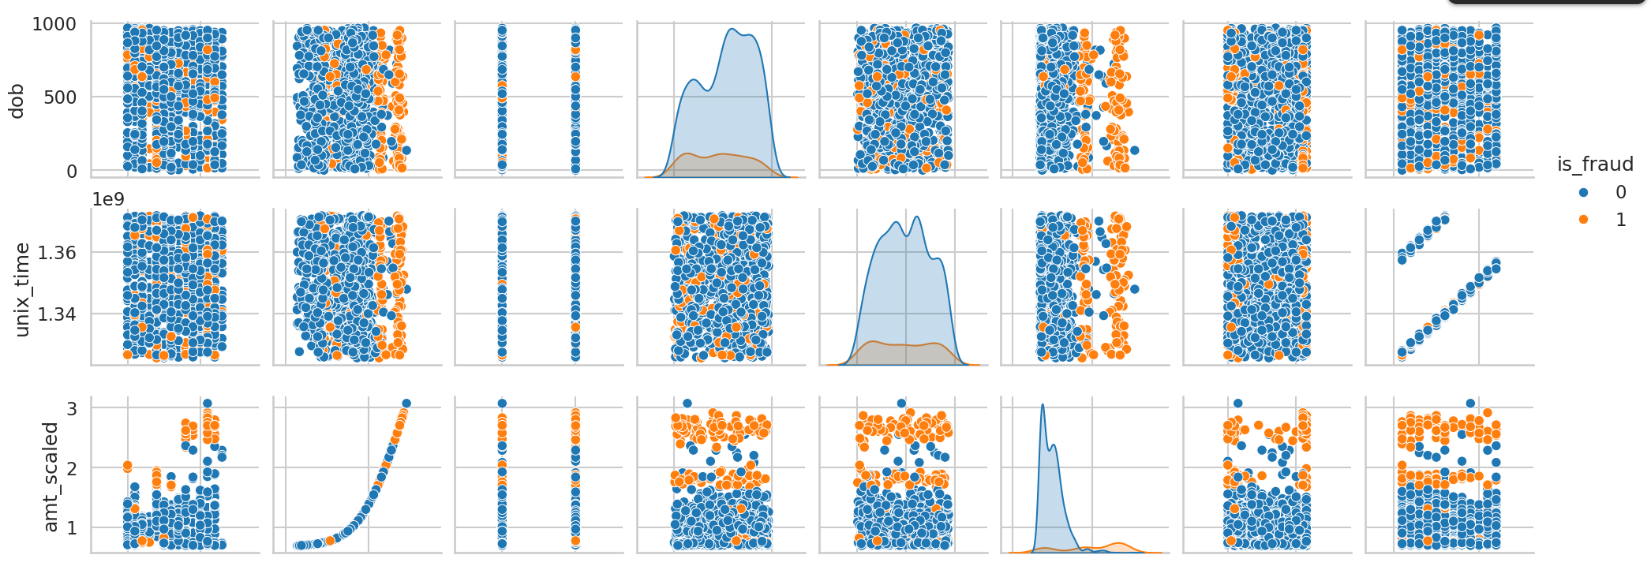 1000
500
0
dob
1e9
1.36
1.34
unix_time
3
2
1
amt_scaled
is_fraud
0
1